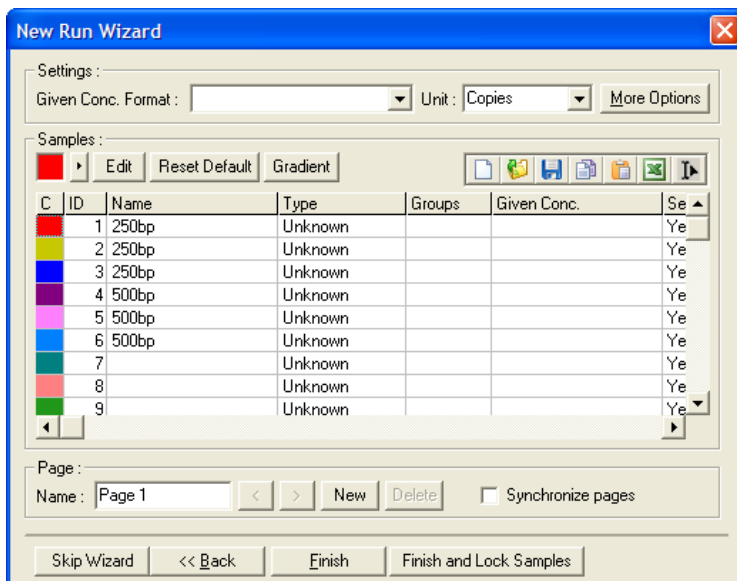 New Run Wizard
Settings :
Given Conc. Format : Unit : Copies More Options
Samples :
Edit Reset Default Gradient
C ID Name Type Groups Given Conc. Se
1 250bp Unknown Ye
2 250bp Unknown Ye
3 250bp Unknown Ye
4 500bp Unknown Ye
5 500bp Unknown Ye
6 500bp Unknown Ye
7 Unknown Ye
8 Unknown Ye
9 Unknown Ye
Page :
Name : Page 1 < > New Delete Synchronize pages
Skip Wizard << Back Finish Finish and Lock Samples